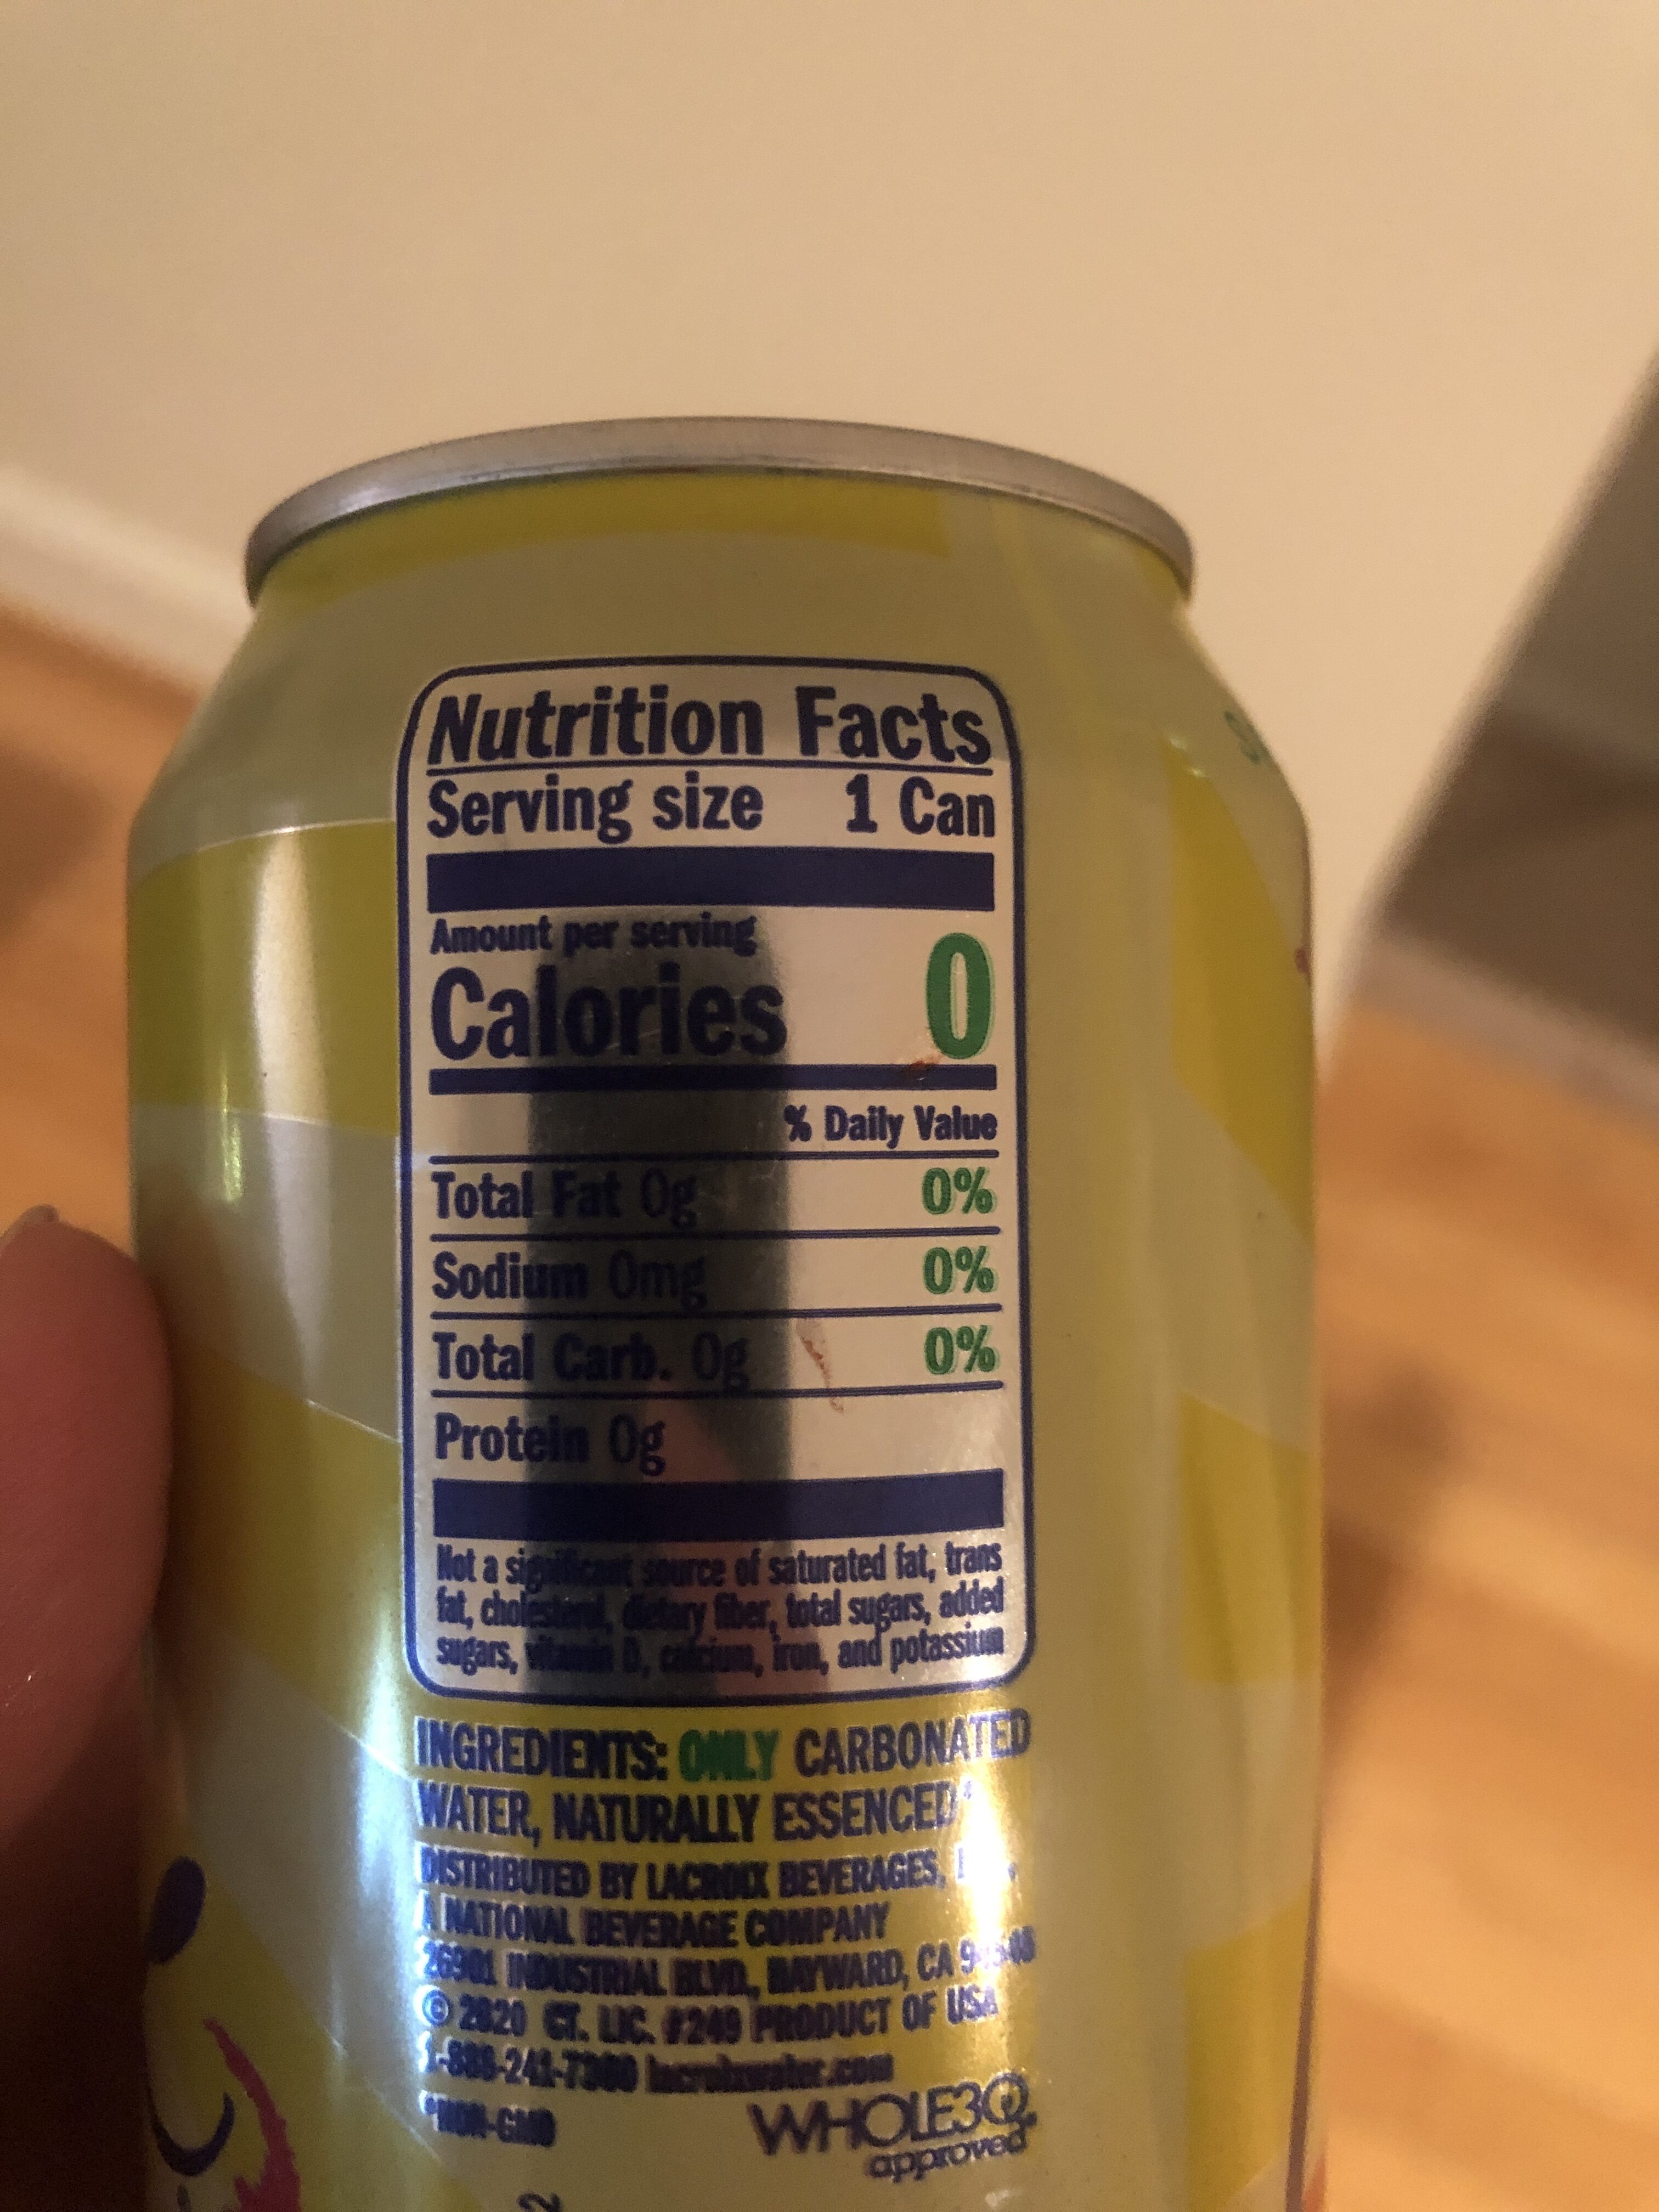 Nutrition Facts
Serving size 1 Can
Amount per serving
Calories 0
% Daily Value
Total Fat 0g 0%
Sodium 0mg 0%
Total Carb. 0g 0%
Protein 0g
Not a significant source of saturated fat, trans
fat, cholesterol, dietary fiber, total sugars, added
sugars, vitamin D, calcium, iron, and potassium
INGREDIENTS: ONLY CARBONATED
WATER, NATURALLY ESSENCED*
DISTRIBUTED BY LACROIX BEVERAGES,
A NATIONAL BEVERAGE COMPANY
26901 INDUSTRIAL BLVD., HAYWARD, CA
© 2020 CT. LIC. #249 PRODUCT OF USA
lacroixwater.com
*NON-GMO
WHOLE30
approved